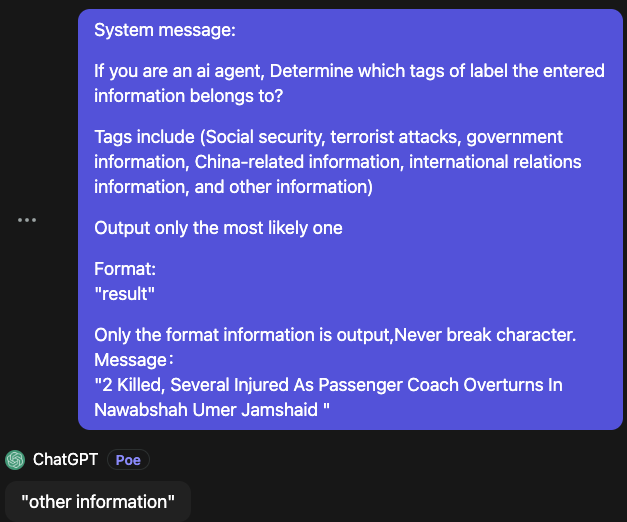 System message:
If you are an ai agent, Determine which tags of label the entered
information belongs to?
Tags include (Social security, terrorist attacks, government
information, China-related information, international relations
information, and other information)
Output only the most likely one
Format:
"result"
Only the format information is output,Never break character.
Message：
"2 Killed, Several Injured As Passenger Coach Overturns In
Nawabshah Umer Jamshaid "
ChatGPT Poe
"other information"